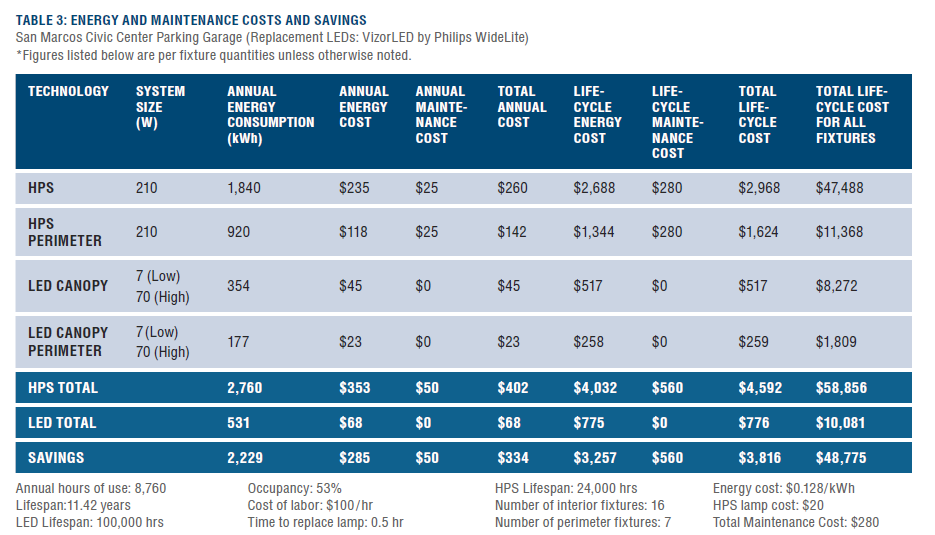 TABLE 3: ENERGY AND MAINTENANCE COSTS AND SAVINGS
San Marcos Civic Center Parking Garage (Replacement LEDs: VizorLED by Philips WideLite)
*Figures listed below are per fixture quantities unless otherwise noted.
TECHNOLOGY SYSTEM ANNUAL ANNUAL ANNUAL TOTAL LIFE- LIFE- TOTAL TOTAL LIFE-
SIZE ENERGY ENERGY MAINTE- ANNUAL CYCLE CYCLE LIFE- CYCLE COST
(W) CONSUMPTION COST NANCE COST ENERGY MAINTE- CYCLE FOR ALL
(kWh) COST COST NANCE COST FIXTURES
COST
HPS 210 1,840 $235 $25 $260 $2,688 $280 $2,968 $47,488
HPS
PERIMETER 210 920 $118 $25 $142 $1,344 $280 $1,624 $11,368
LED CANOPY 7 (Low)
70 (High) 354 $45 $0 $45 $517 $0 $517 $8,272
LED CANOPY 7 (Low)
PERIMETER 70 (High) 177 $23 $0 $23 $258 $0 $259 $1,809
HPS TOTAL 2,760 $353 $50 $402 $4,032 $560 $4,592 $58,856
LED TOTAL 531 $68 $0 $68 $775 $0 $776 $10,081
SAVINGS 2,229 $285 $50 $334 $3,257 $560 $3,816 $48,775
Annual hours of use: 8,760 Occupancy: 53% HPS Lifespan: 24,000 hrs Energy cost: $0.128/kWh
Lifespan:11.42 years Cost of labor: $100/hr Number of interior fixtures: 16 HPS lamp cost: $20
LED Lifespan: 100,000 hrs Time to replace lamp: 0.5 hr Number of perimeter fixtures: 7 Total Maintenance Cost: $280